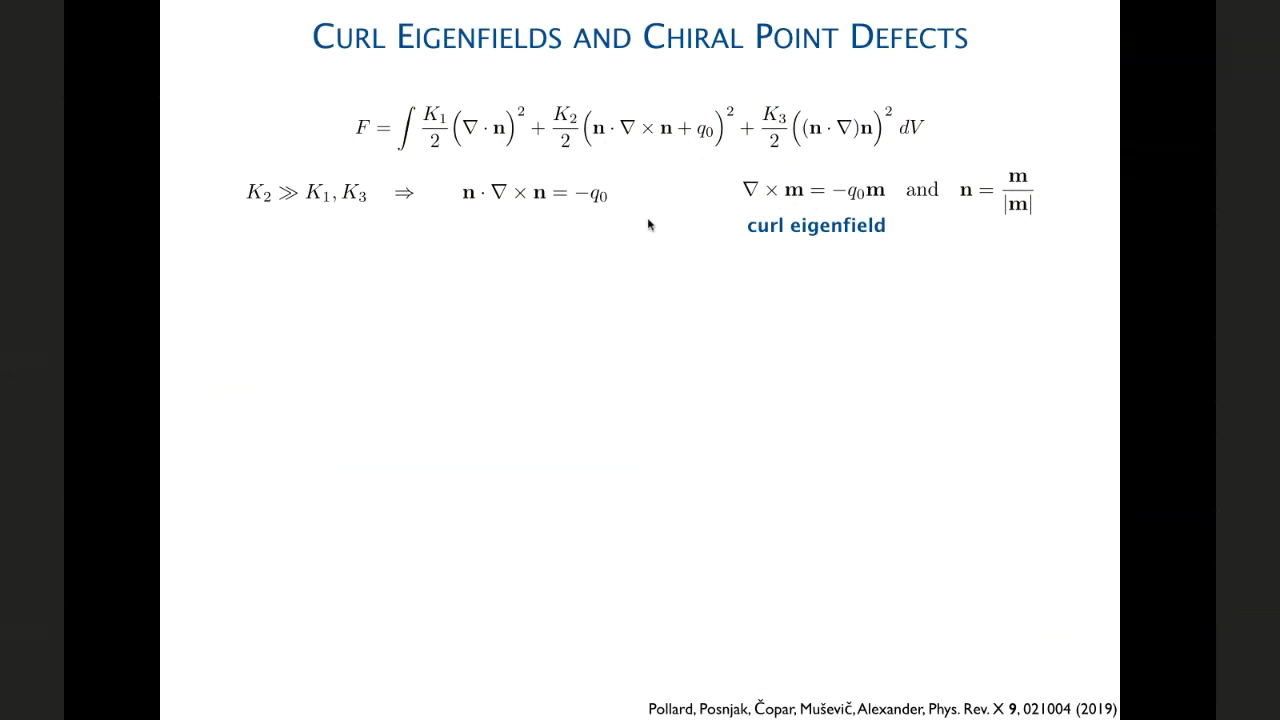 CURL EIGENFIELDS AND CHIRAL POINT DEFECTS
F = ∫ K₁/2 (∇ · n)² + K₂/2 (n · ∇ × n + q₀)² + K₃/2 ((n · ∇)n)² dV
K₂ ≫ K₁, K₃ ⇒ n · ∇ × n = −q₀ ∇ × m = −q₀m and n = m/|m|
curl eigenfield
Pollard, Posnjak, Čopar, Muševič, Alexander, Phys. Rev. X 9, 021004 (2019)